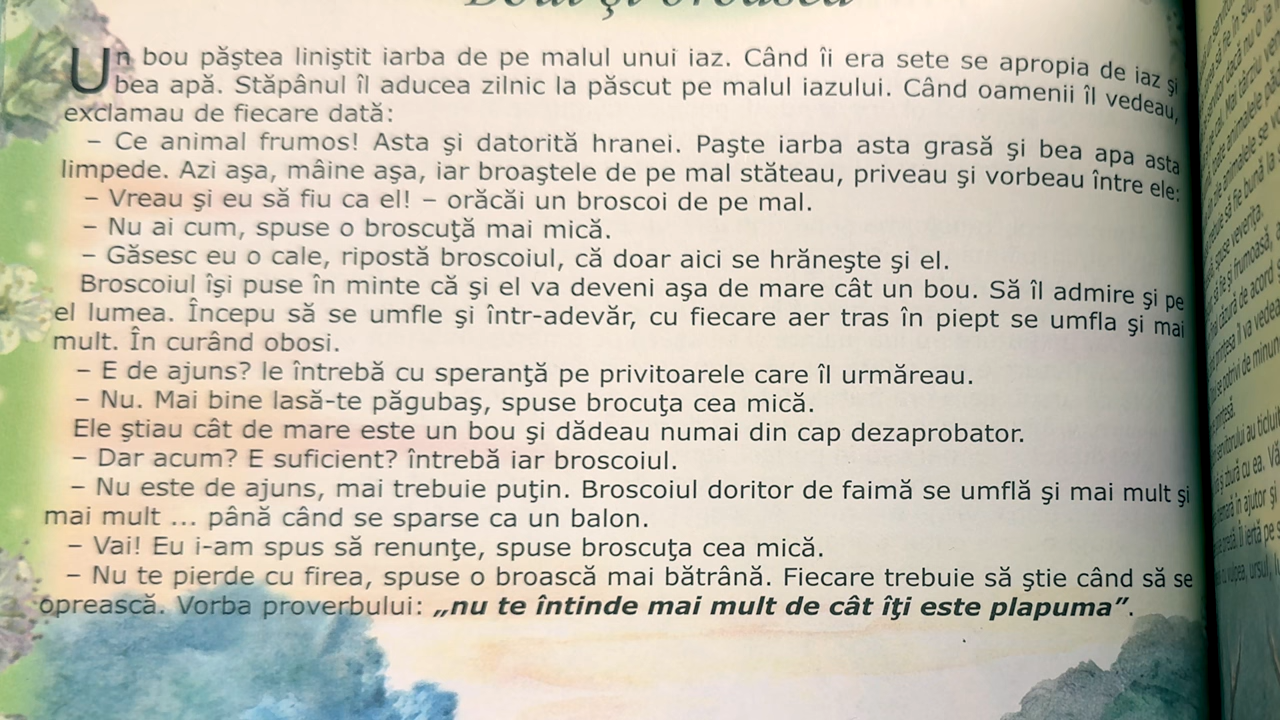 Boul şi broasca
Un bou păştea liniştit iarba de pe malul unui iaz. Când îi era sete se apropia de iaz şi
bea apă. Stăpânul îl aducea zilnic la păscut pe malul iazului. Când oamenii îl vedeau,
exclamau de fiecare dată:
– Ce animal frumos! Asta şi datorită hranei. Paşte iarba asta grasă şi bea apa asta
limpede. Azi aşa, mâine aşa, iar broaştele de pe mal stăteau, priveau şi vorbeau între ele:
– Vreau şi eu să fiu ca el! – orăcăi un broscoi de pe mal.
– Nu ai cum, spuse o broscuţă mai mică.
– Găsesc eu o cale, ripostă broscoiul, că doar aici se hrăneşte şi el.
Broscoiul îşi puse în minte că şi el va deveni aşa de mare cât un bou. Să îl admire şi pe
el lumea. Începu să se umfle şi într-adevăr, cu fiecare aer tras în piept se umfla şi mai
mult. În curând obosi.
– E de ajuns? le întrebă cu speranţă pe privitoarele care îl urmăreau.
– Nu. Mai bine lasă-te păgubaş, spuse brocuţa cea mică.
Ele ştiau cât de mare este un bou şi dădeau numai din cap dezaprobator.
– Dar acum? E suficient? întrebă iar broscoiul.
– Nu este de ajuns, mai trebuie puţin. Broscoiul doritor de faimă se umflă şi mai mult şi
mai mult ... până când se sparse ca un balon.
– Vai! Eu i-am spus să renunţe, spuse broscuţa cea mică.
– Nu te pierde cu firea, spuse o broască mai bătrână. Fiecare trebuie să ştie când să se
oprească. Vorba proverbului: „nu te întinde mai mult de cât îţi este plapuma”.